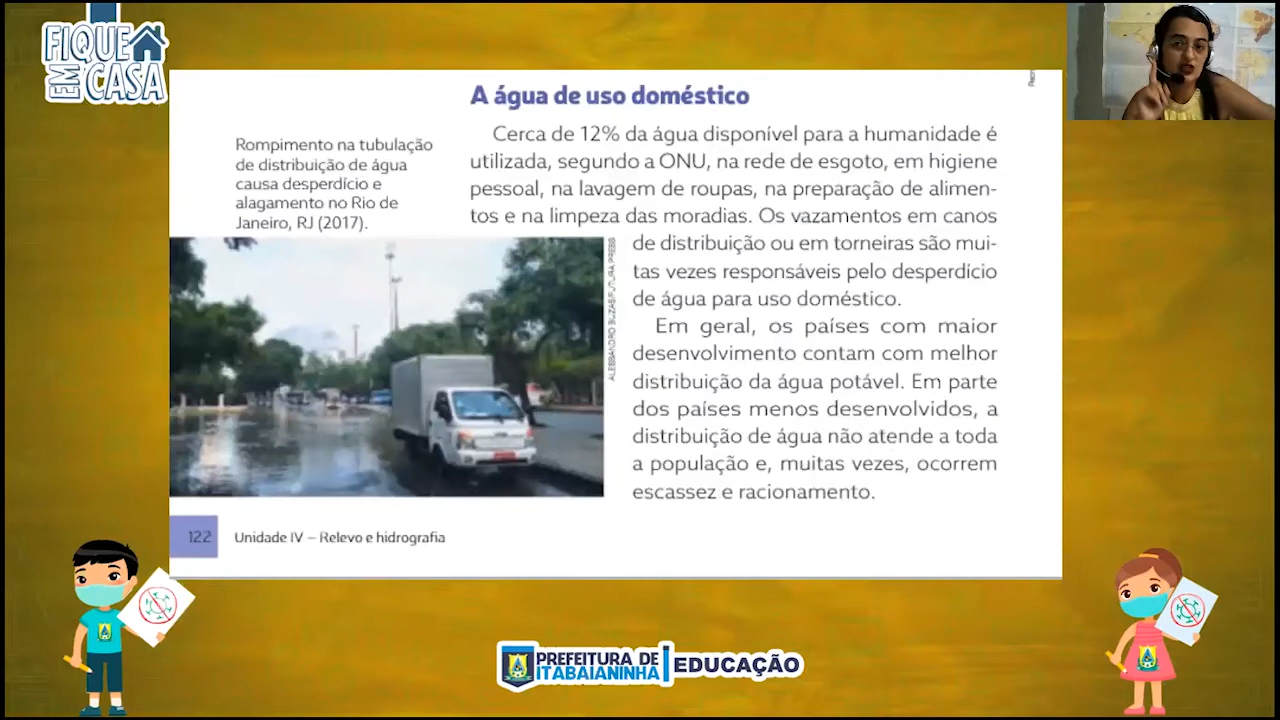 FIQUE
EM CASA
A água de uso doméstico
Rompimento na tubulação
de distribuição de água
causa desperdício e
alagamento no Rio de
Janeiro, RJ (2017).
Cerca de 12% da água disponível para a humanidade é
utilizada, segundo a ONU, na rede de esgoto, em higiene
pessoal, na lavagem de roupas, na preparação de alimen-
tos e na limpeza das moradias. Os vazamentos em canos
de distribuição ou em torneiras são mui-
tas vezes responsáveis pelo desperdício
de água para uso doméstico.
Em geral, os países com maior
desenvolvimento contam com melhor
distribuição da água potável. Em parte
dos países menos desenvolvidos, a
distribuição de água não atende a toda
a população e, muitas vezes, ocorrem
escassez e racionamento.
ALESSANDRO BUZAS/FUTURA PRESS
122 Unidade IV – Relevo e hidrografia
PREFEITURA DE
ITABAIANINHA
EDUCAÇÃO